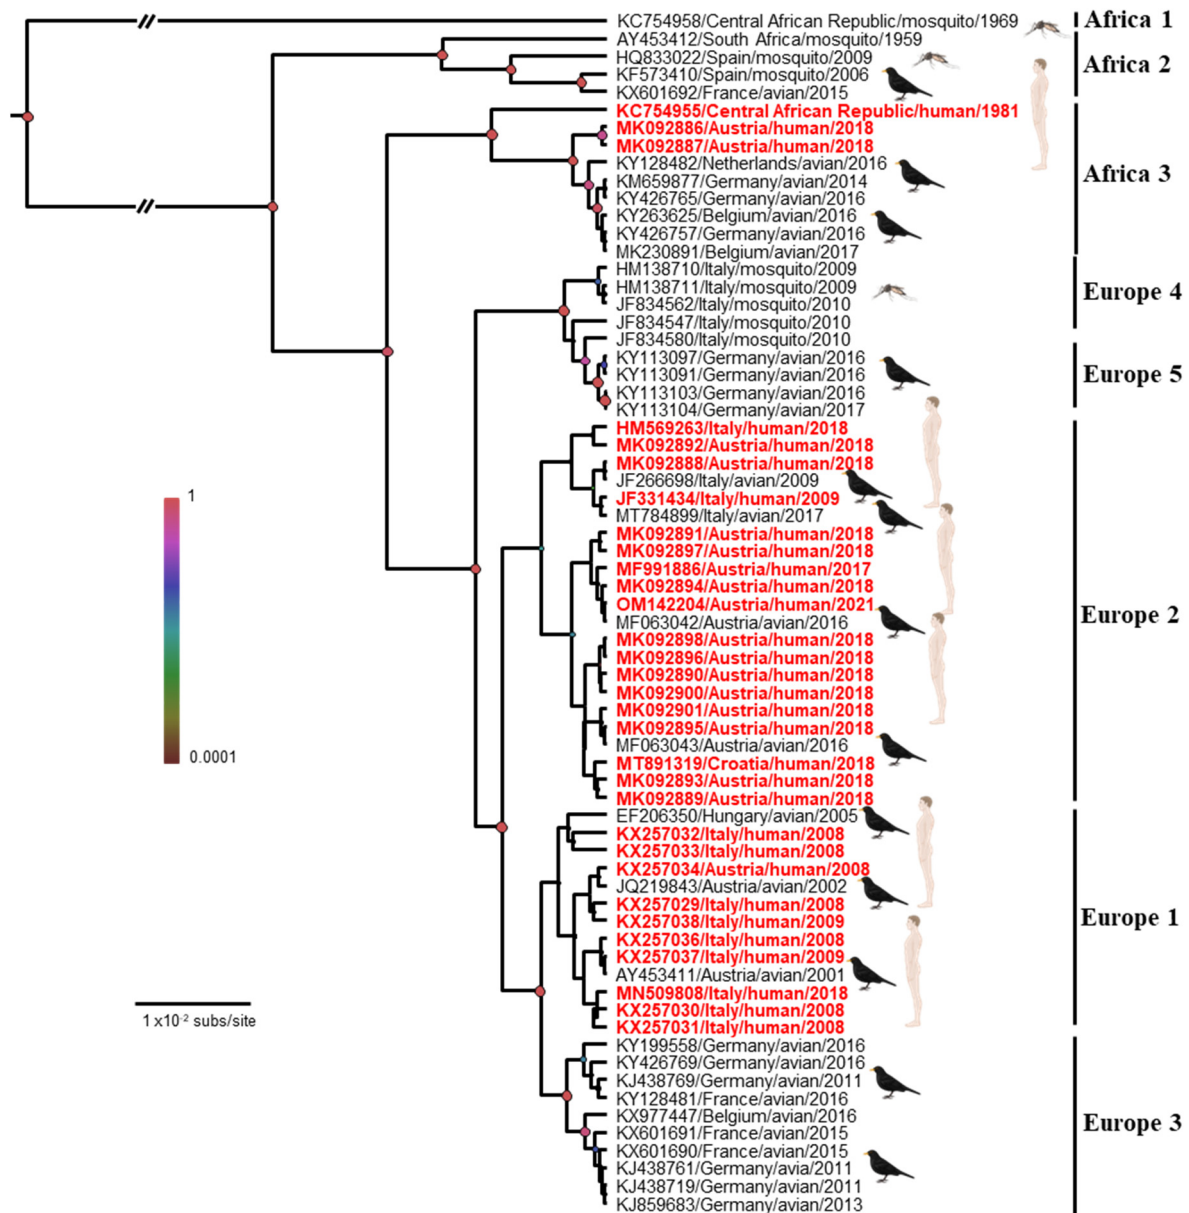 KC754958/Central African Republic/mosquito/1969
Africa 1
AY453412/South Africa/mosquito/1959
HQ833022/Spain/mosquito/2009
Africa 2
KF573410/Spain/mosquito/2006
KX601692/France/avian/2015
KC754955/Central African Republic/human/1981
MK092886/Austria/human/2018
MK092887/Austria/human/2018
KY128482/Netherlands/avian/2016
Africa 3
KM659877/Germany/avian/2014
KY426765/Germany/avian/2016
KY263625/Belgium/avian/2016
KY426757/Germany/avian/2016
MK230891/Belgium/avian/2017
HM138710/Italy/mosquito/2009
HM138711/Italy/mosquito/2009
Europe 4
JF834562/Italy/mosquito/2010
JF834547/Italy/mosquito/2010
JF834580/Italy/mosquito/2010
KY113097/Germany/avian/2016
KY113091/Germany/avian/2016
Europe 5
KY113103/Germany/avian/2016
KY113104/Germany/avian/2017
HM569263/Italy/human/2018
MK092892/Austria/human/2018
MK092888/Austria/human/2018
JF266698/Italy/avian/2009
JF331434/Italy/human/2009
MT784899/Italy/avian/2017
MK092891/Austria/human/2018
MK092897/Austria/human/2018
MF991886/Austria/human/2017
MK092894/Austria/human/2018
OM142204/Austria/human/2021
Europe 2
MF063042/Austria/avian/2016
MK092898/Austria/human/2018
MK092896/Austria/human/2018
MK092890/Austria/human/2018
MK092900/Austria/human/2018
MK092901/Austria/human/2018
MK092895/Austria/human/2018
MF063043/Austria/avian/2016
MT891319/Croatia/human/2018
MK092893/Austria/human/2018
MK092889/Austria/human/2018
EF206350/Hungary/avian/2005
KX257032/Italy/human/2008
KX257033/Italy/human/2008
KX257034/Austria/human/2008
JQ219843/Austria/avian/2002
KX257029/Italy/human/2008
KX257038/Italy/human/2009
Europe 1
KX257036/Italy/human/2008
KX257037/Italy/human/2009
AY453411/Austria/avian/2001
MN509808/Italy/human/2018
KX257030/Italy/human/2008
KX257031/Italy/human/2008
KY199558/Germany/avian/2016
KY426769/Germany/avian/2016
KJ438769/Germany/avian/2011
KY128481/France/avian/2016
KX977447/Belgium/avian/2016
Europe 3
KX601691/France/avian/2015
KX601690/France/avian/2015
KJ438761/Germany/avia/2011
KJ438719/Germany/avian/2011
KJ859683/Germany/avian/2013
1
0.0001
1x10⁻² subs/site